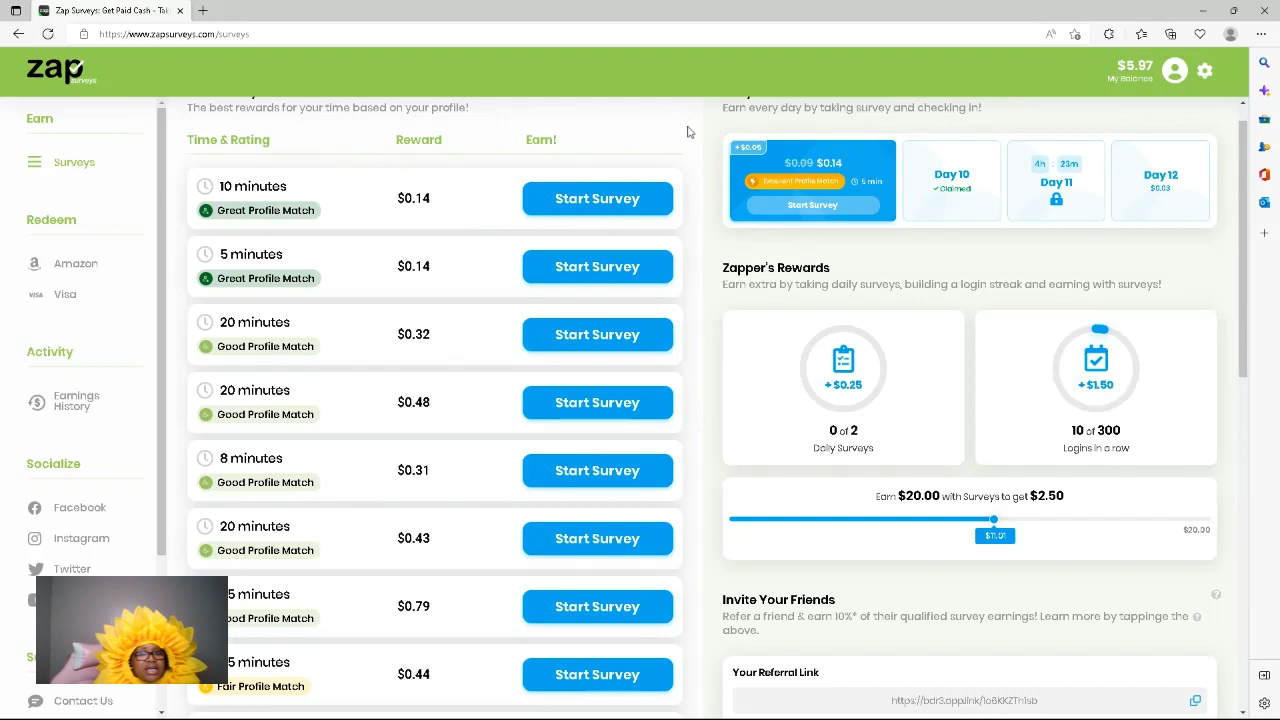 Zap Surveys - Get Cash for Tak
https://www.zapsurveys.com/surveys
zap
surveys
$5.97
My Balance
Earn
Surveys
Redeem
Amazon
Visa
Activity
Earnings
History
Socialize
Facebook
Instagram
Twitter
Contact Us
The best rewards for your time based on your profile!
Time & Rating Reward Earn!
10 minutes
Great Profile Match
$0.14
Start Survey
5 minutes
Great Profile Match
$0.14
Start Survey
20 minutes
Good Profile Match
$0.32
Start Survey
20 minutes
Good Profile Match
$0.48
Start Survey
8 minutes
Good Profile Match
$0.31
Start Survey
20 minutes
Good Profile Match
$0.43
Start Survey
5 minutes
ood Profile Match
$0.79
Start Survey
5 minutes
Fair Profile Match
$0.44
Start Survey
Earn every day by taking survey and checking in!
+$0.05
$0.09 $0.14
Excellent Profile Match 5 min
Start Survey
Day 10
Claimed
4h : 23m
Day 11
Day 12
$0.03
Zapper's Rewards
Earn extra by taking daily surveys, building a login streak and earning with surveys!
+ $0.25
0 of 2
Daily Surveys
+ $1.50
10 of 300
Logins in a row
Earn $20.00 with Surveys to get $2.50
$11.01
$20.00
Invite Your Friends
Refer a friend & earn 10%* of their qualified survey earnings! Learn more by tappinge the
above.
Your Referral Link